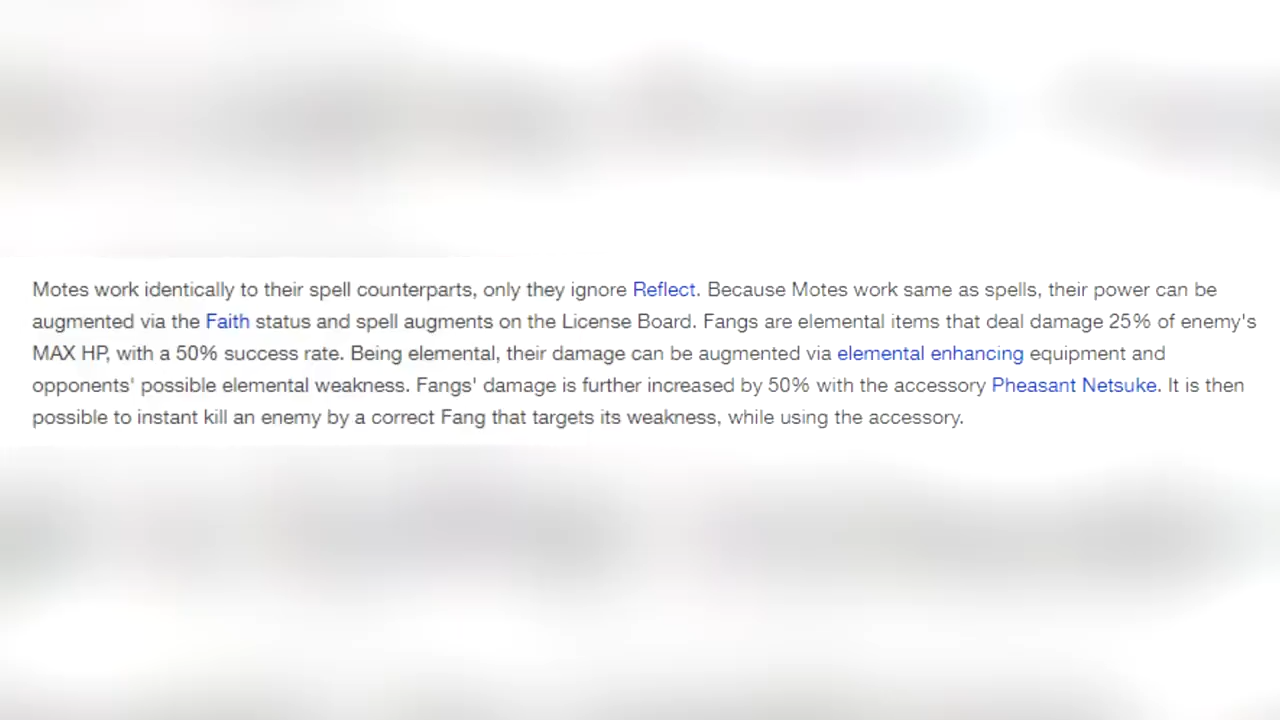 Motes work identically to their spell counterparts, only they ignore Reflect. Because Motes work same as spells, their power can be
augmented via the Faith status and spell augments on the License Board. Fangs are elemental items that deal damage 25% of enemy's
MAX HP, with a 50% success rate. Being elemental, their damage can be augmented via elemental enhancing equipment and
opponents' possible elemental weakness. Fangs' damage is further increased by 50% with the accessory Pheasant Netsuke. It is then
possible to instant kill an enemy by a correct Fang that targets its weakness, while using the accessory.